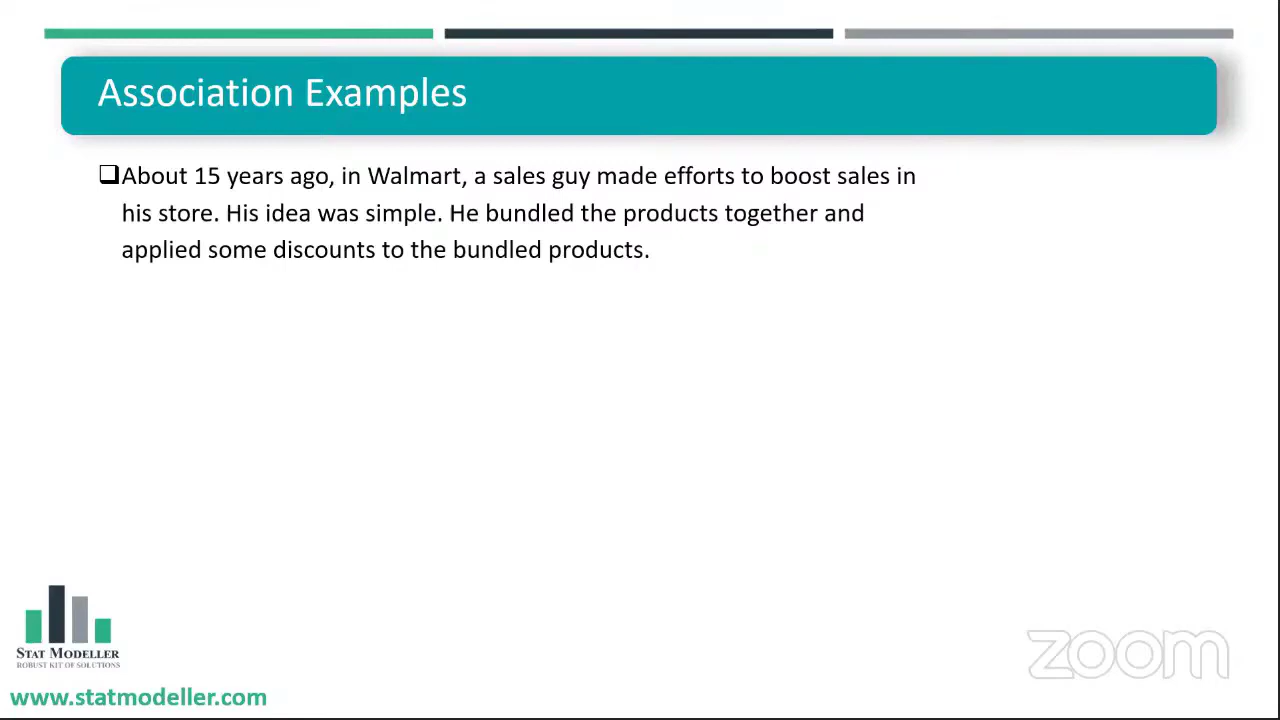 Association Examples
❑About 15 years ago, in Walmart, a sales guy made efforts to boost sales in
his store. His idea was simple. He bundled the products together and
applied some discounts to the bundled products.
STAT MODELLER
ROBUST KIT OF SOLUTIONS
www.statmodeller.com
zoom